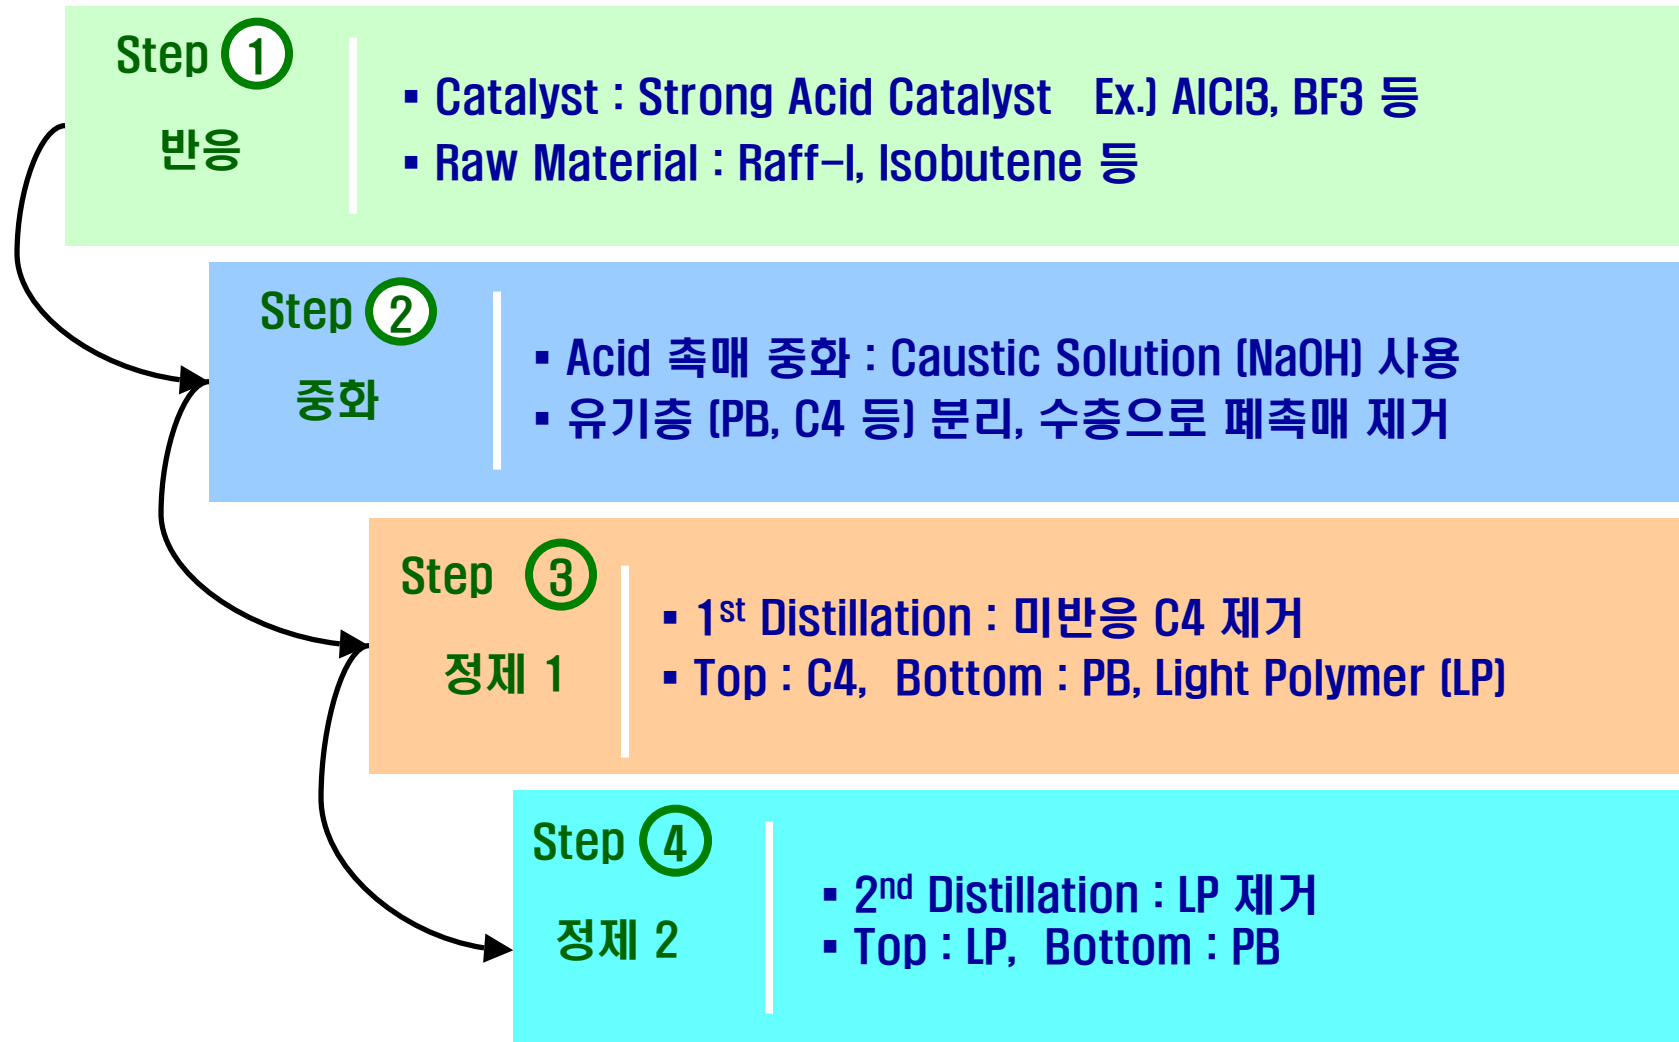 Step 1
반응
▪ Catalyst : Strong Acid Catalyst Ex.) AlCl3, BF3 등
▪ Raw Material : Raff-I, Isobutene 등
Step 2
중화
▪ Acid 촉매 중화 : Caustic Solution (NaOH) 사용
▪ 유기층 (PB, C4 등) 분리, 수층으로 폐촉매 제거
Step 3
정제 1
▪ 1st Distillation : 미반응 C4 제거
▪ Top : C4, Bottom : PB, Light Polymer (LP)
Step 4
정제 2
▪ 2nd Distillation : LP 제거
▪ Top : LP, Bottom : PB